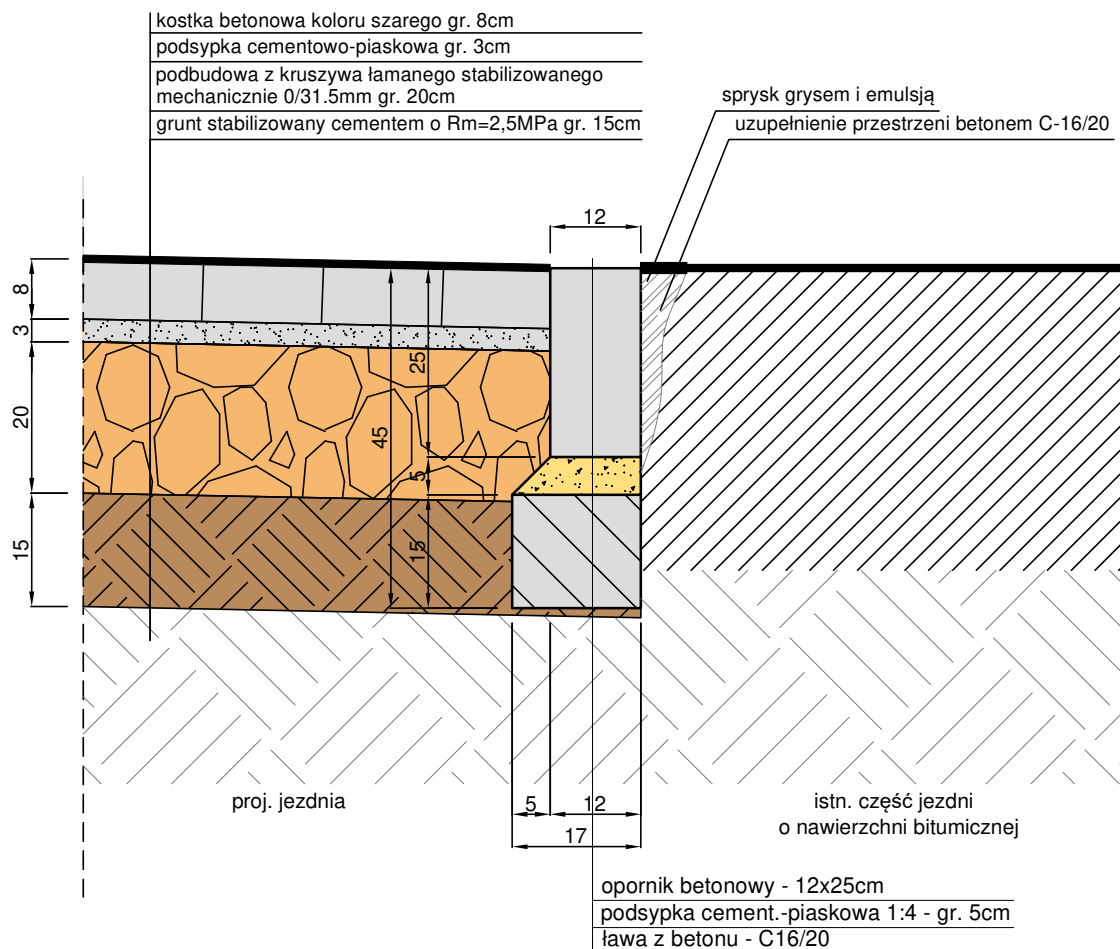 kostka betonowa koloru szarego gr. 8cm
podsypka cementowo-piaskowa gr. 3cm
podbudowa z kruszywa łamanego stabilizowanego
mechanicznie 0/31.5mm gr. 20cm
grunt stabilizowany cementem o Rm=2,5MPa gr. 15cm
sprysk grysem i emulsją
uzupełnienie przestrzeni betonem C-16/20
12
8
3
20
15
25
45
5
15
5
12
17
proj. jezdnia
istn. część jezdni
o nawierzchni bitumicznej
opornik betonowy - 12x25cm
podsypka cement.-piaskowa 1:4 - gr. 5cm
ława z betonu - C16/20